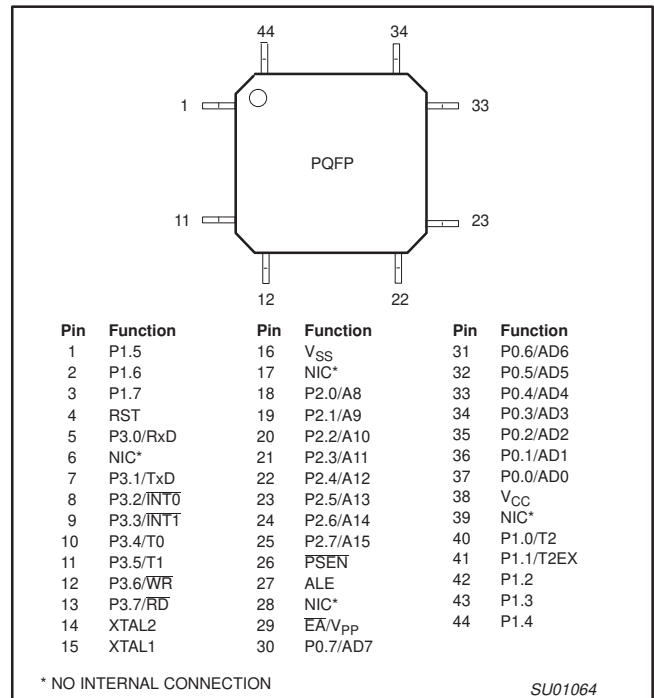 44 34
1 33
PQFP
11 23
12 22
Pin Function Pin Function Pin Function
1 P1.5 16 VSS 31 P0.6/AD6
2 P1.6 17 NIC* 32 P0.5/AD5
3 P1.7 18 P2.0/A8 33 P0.4/AD4
4 RST 19 P2.1/A9 34 P0.3/AD3
5 P3.0/RxD 20 P2.2/A10 35 P0.2/AD2
6 NIC* 21 P2.3/A11 36 P0.1/AD1
7 P3.1/TxD 22 P2.4/A12 37 P0.0/AD0
8 P3.2/I̅N̅T̅0̅ 23 P2.5/A13 38 VCC
9 P3.3/I̅N̅T̅1̅ 24 P2.6/A14 39 NIC*
10 P3.4/T0 25 P2.7/A15 40 P1.0/T2
11 P3.5/T1 26 P̅S̅E̅N̅ 41 P1.1/T2EX
12 P3.6/W̅R̅ 27 ALE 42 P1.2
13 P3.7/R̅D̅ 28 NIC* 43 P1.3
14 XTAL2 29 E̅A̅/VPP 44 P1.4
15 XTAL1 30 P0.7/AD7
* NO INTERNAL CONNECTION
SU01064